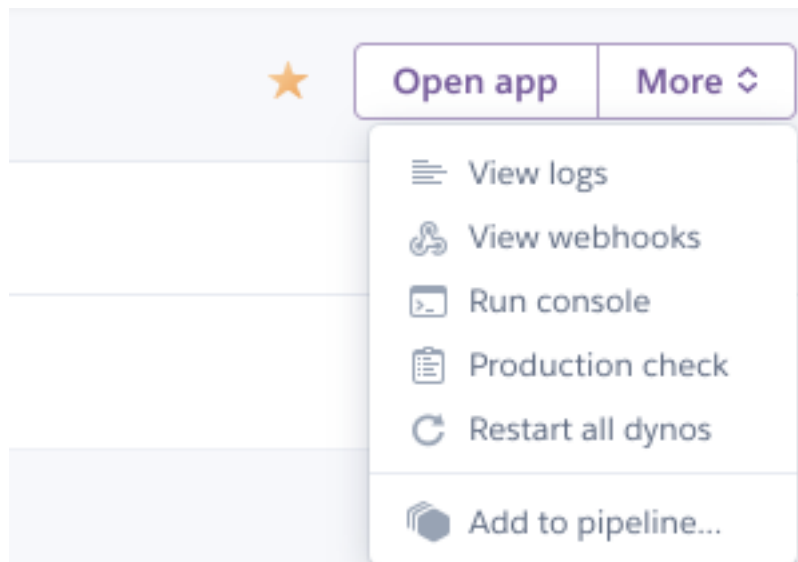 Open app More
View logs
View webhooks
Run console
Production check
Restart all dynos
Add to pipeline...